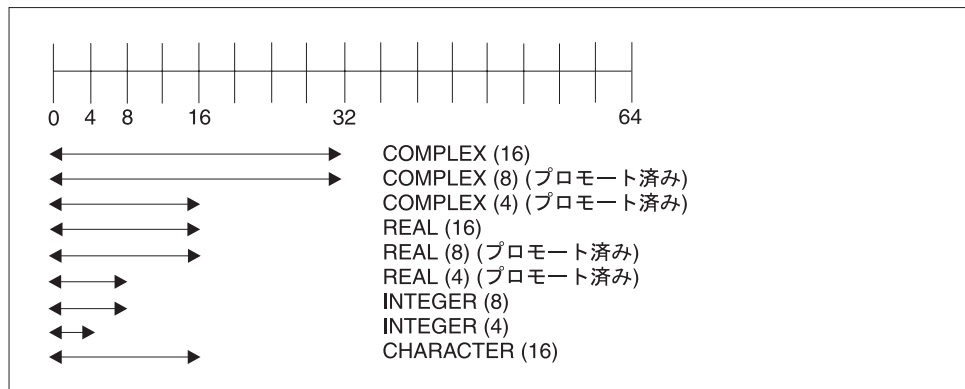 0 4 8 16 32 64
COMPLEX (16)
COMPLEX (8) (プロモート済み)
COMPLEX (4) (プロモート済み)
REAL (16)
REAL (8) (プロモート済み)
REAL (4) (プロモート済み)
INTEGER (8)
INTEGER (4)
CHARACTER (16)